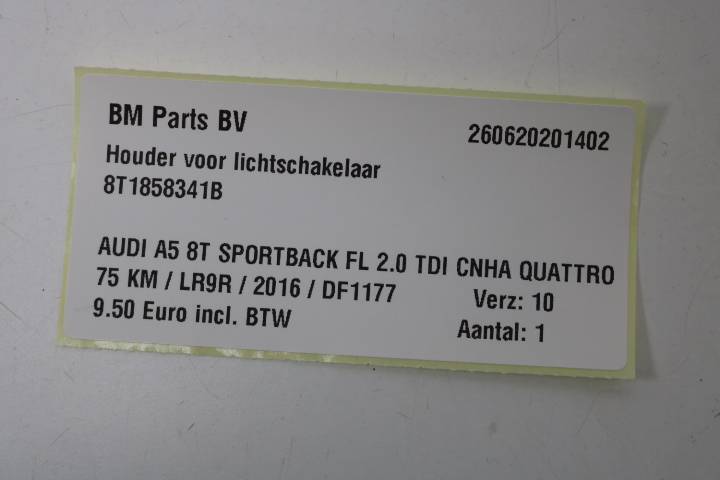 BM Parts BV
260620201402
Houder voor lichtschakelaar
8T1858341B
AUDI A5 8T SPORTBACK FL 2.0 TDI CNHA QUATTRO
75 KM / LR9R / 2016 / DF1177
Verz: 10
9.50 Euro incl. BTW
Aantal: 1